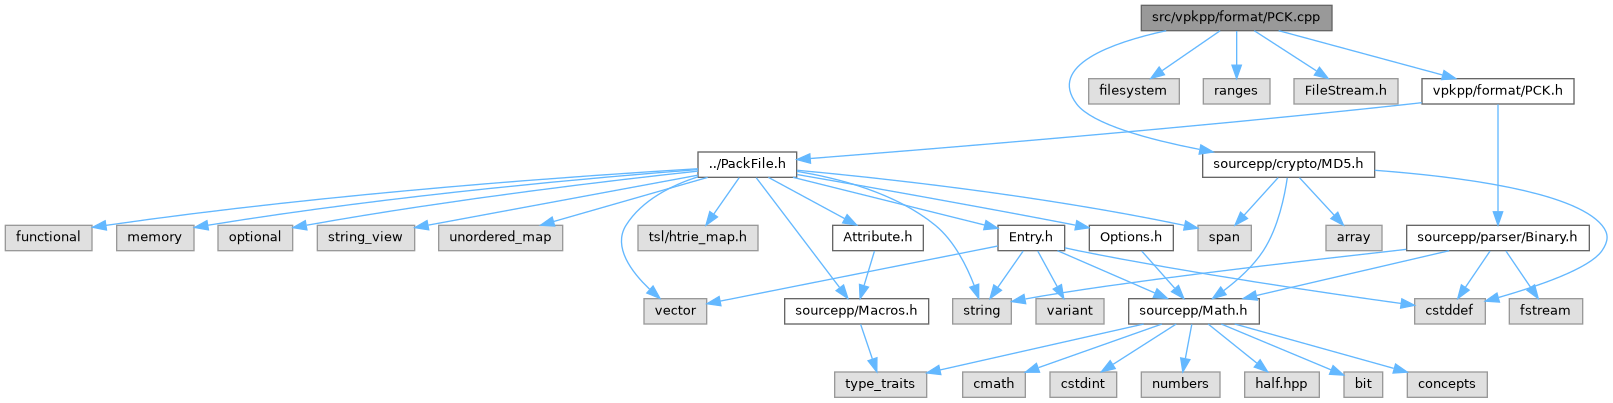 src/vpkpp/format/PCK.cpp
filesystem
ranges
FileStream.h
vpkpp/format/PCK.h
../PackFile.h
sourcepp/crypto/MD5.h
functional
memory
optional
string_view
unordered_map
tsl/htrie_map.h
Attribute.h
Entry.h
Options.h
span
array
sourcepp/parser/Binary.h
vector
sourcepp/Macros.h
string
variant
sourcepp/Math.h
cstddef
fstream
type_traits
cmath
cstdint
numbers
half.hpp
bit
concepts